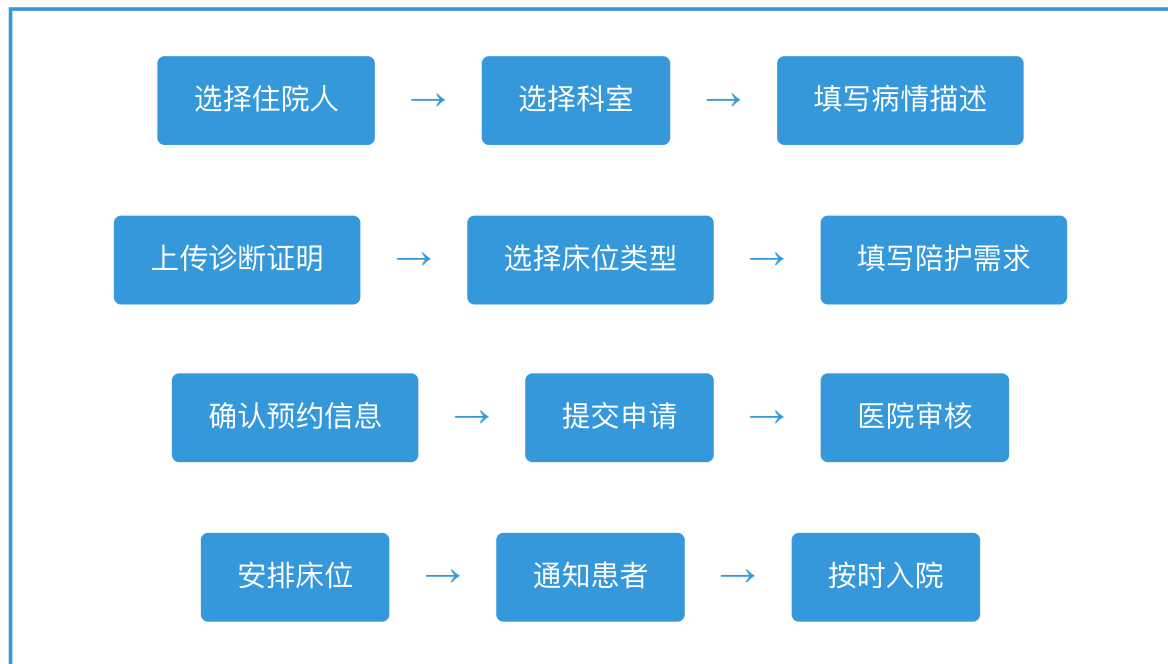 选择住院人 → 选择科室 → 填写病情描述
上传诊断证明 → 选择床位类型 → 填写陪护需求
确认预约信息 → 提交申请 → 医院审核
安排床位 → 通知患者 → 按时入院